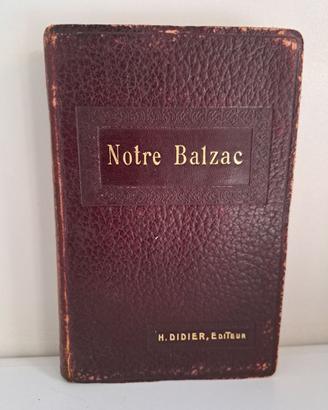 Notre Balzac
H. DIDIER, EDITEUR